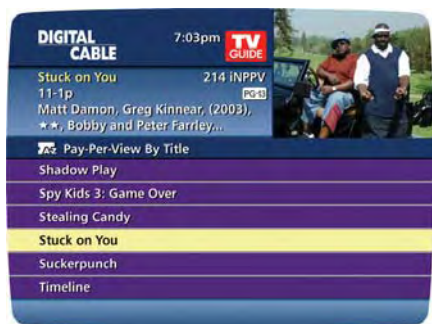 DIGITAL
CABLE
7:03pm
TV
GUIDE
Stuck on You 214 iNPPV
11-1p PG-13
Matt Damon, Greg Kinnear, (2003),
★★, Bobby and Peter Farrley...
Pay-Per-View By Title
Shadow Play
Spy Kids 3: Game Over
Stealing Candy
Stuck on You
Suckerpunch
Timeline